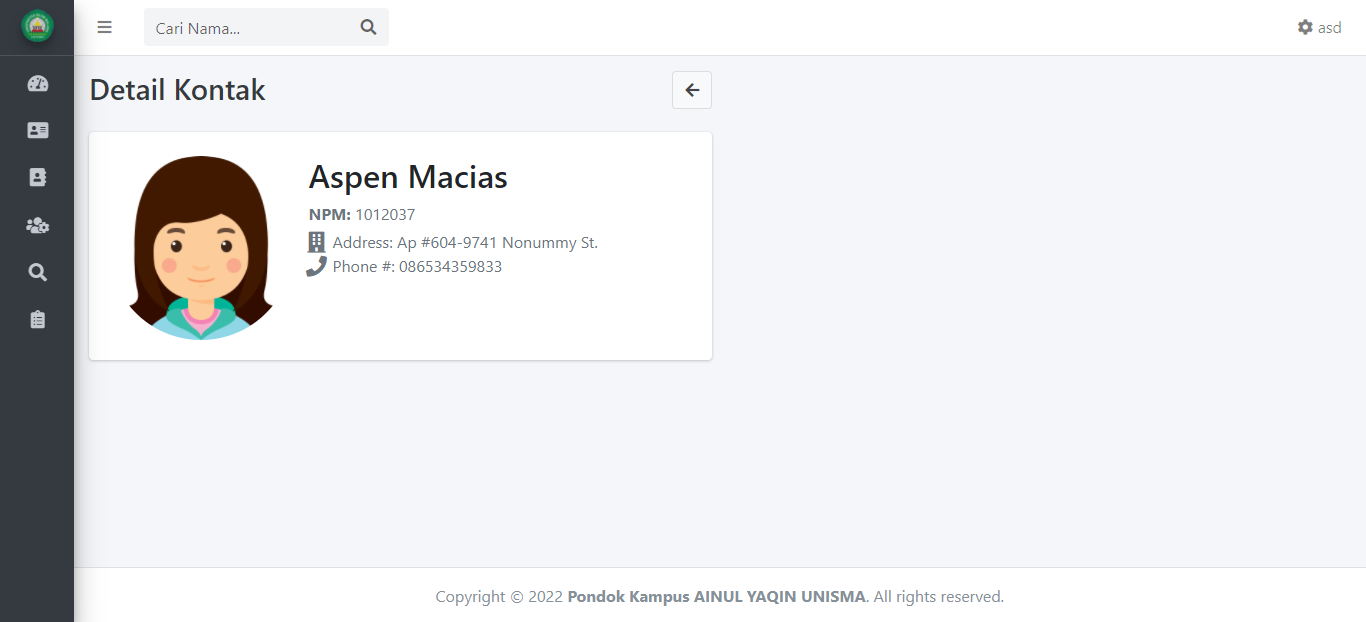 Cari Nama...
asd
Detail Kontak
Aspen Macias
NPM: 1012037
Address: Ap #604-9741 Nonummy St.
Phone #: 086534359833
Copyright © 2022 Pondok Kampus AINUL YAQIN UNISMA. All rights reserved.